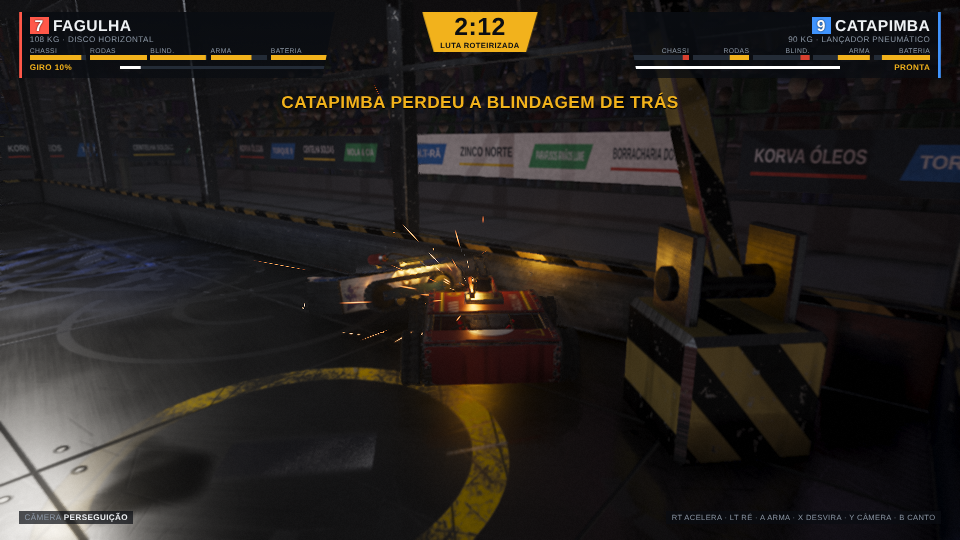 7 FAGULHA
108 KG · DISCO HORIZONTAL
CHASSI RODAS BLIND. ARMA BATERIA
GIRO 10%
2:12
LUTA ROTEIRIZADA
9 CATAPIMBA
90 KG · LANÇADOR PNEUMÁTICO
CHASSI RODAS BLIND. ARMA BATERIA
PRONTA
CATAPIMBA PERDEU A BLINDAGEM DE TRÁS
ZINCO NORTE
BORRACHARIA DO
KORVA ÓLEOS
TOR
CÂMERA PERSEGUIÇÃO
RT ACELERA · LT RÉ · A ARMA · X DESVIRA · Y CÂMERA · B CANTO